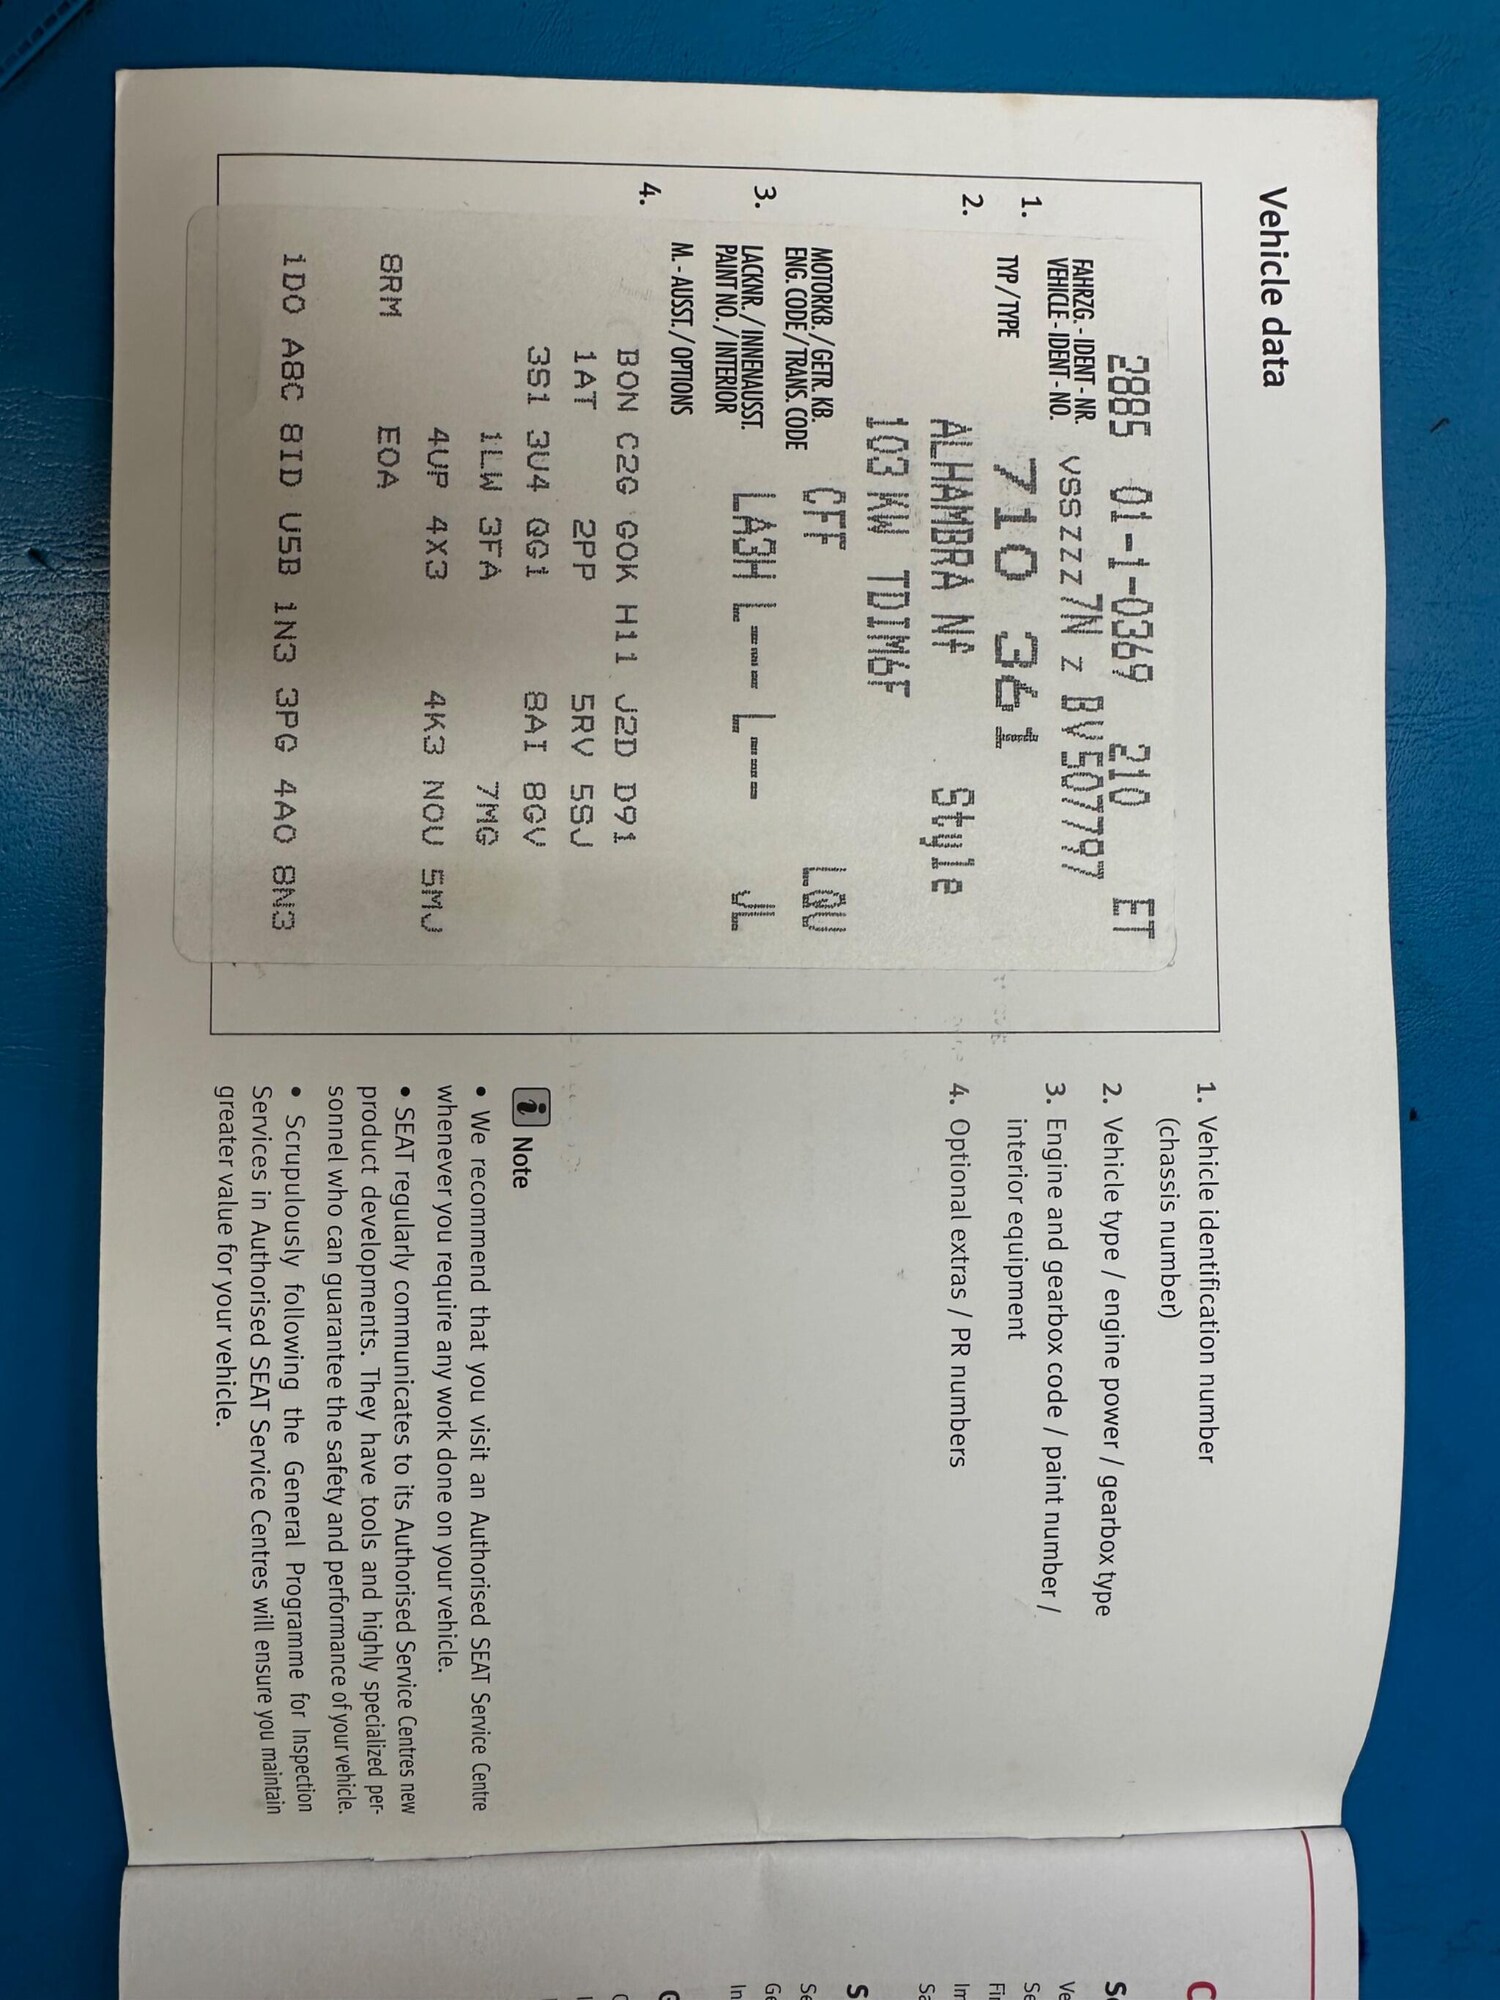 Vehicle data
2885 01-1-0369 210 ET
FAHRZG. - IDENT - NR.
VEHICLE - IDENT - NO.
VSSZZZ7N Z BV507797
1.
710 361
2. TYP / TYPE
ALHAMBRA NF Style
103 KW TDIM6F
MOTORKB. / GETR. KB.
ENG. CODE / TRANS. CODE
CFF LQU
3. LACKNR. / INNENAUSST.
PAINT NO. / INTERIOR
LA3H L--- L--- JL
4. M. - AUSST. / OPTIONS
BON C2G GOK H11 J2D D91
1AT 2PP 5RV 5SJ
3S1 3U4 QG1 8AI 8GV
1LW 3FA 7MG
4UP 4X3 4K3 NOU 5MJ
8RM EOA
1DO A8C 8ID U5B 1N3 3PG 4AO 8N3
1. Vehicle identification number
(chassis number)
2. Vehicle type / engine power / gearbox type
3. Engine and gearbox code / paint number /
interior equipment
4. Optional extras / PR numbers
i Note
• We recommend that you visit an Authorised SEAT Service Centre
whenever you require any work done on your vehicle.
• SEAT regularly communicates to its Authorised Service Centres new
product developments. They have tools and highly specialized per-
sonnel who can guarantee the safety and performance of your vehicle.
• Scrupulously following the General Programme for Inspection
Services in Authorised SEAT Service Centres will ensure you maintain
greater value for your vehicle.